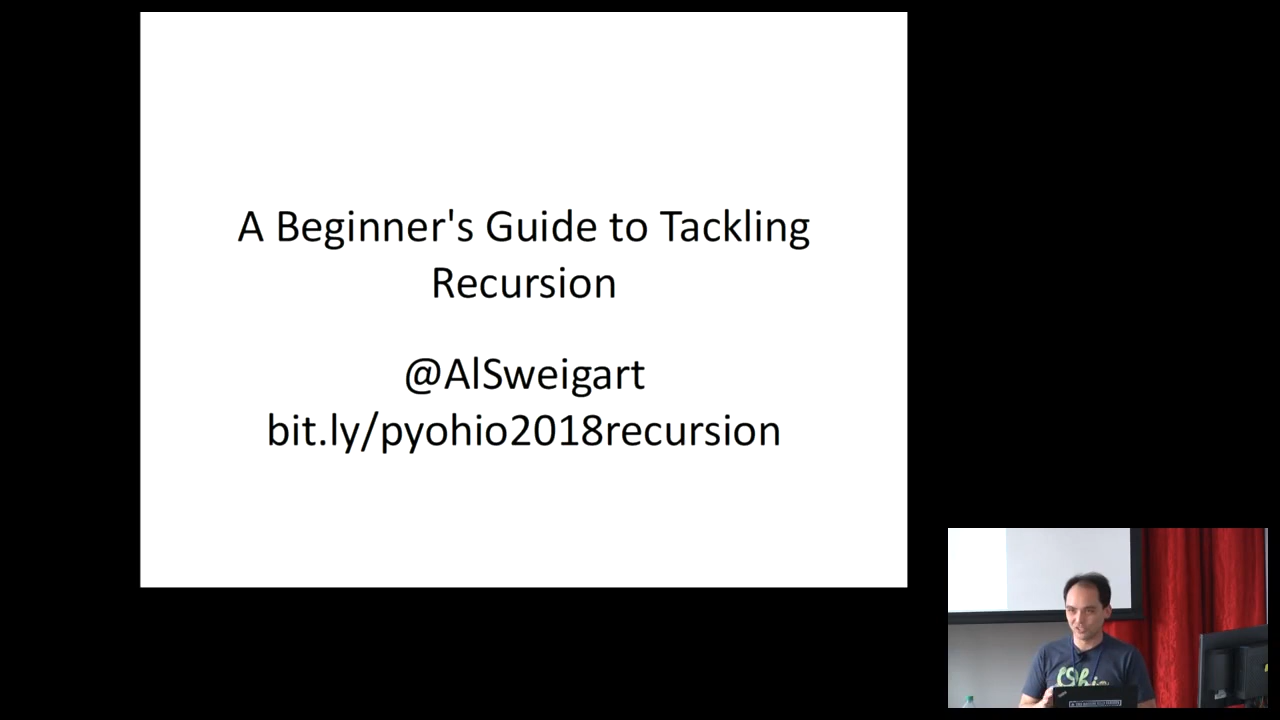 A Beginner's Guide to Tackling
Recursion
@AlSweigart
bit.ly/pyohio2018recursion